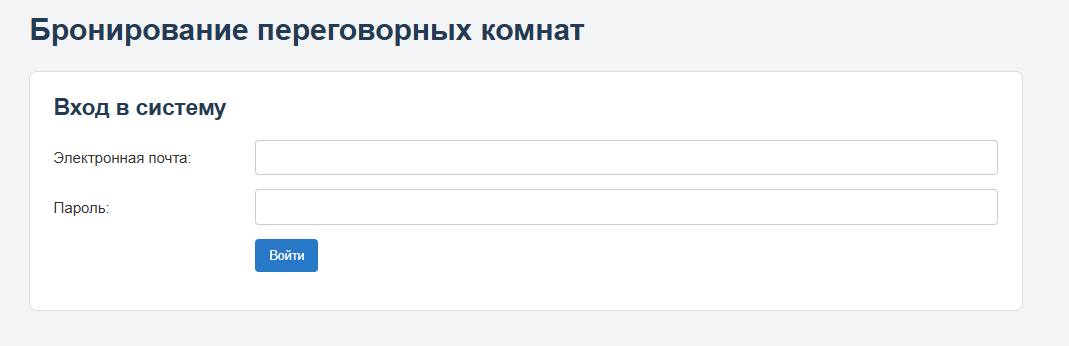 Бронирование переговорных комнат
Вход в систему
Электронная почта:
Пароль:
Войти